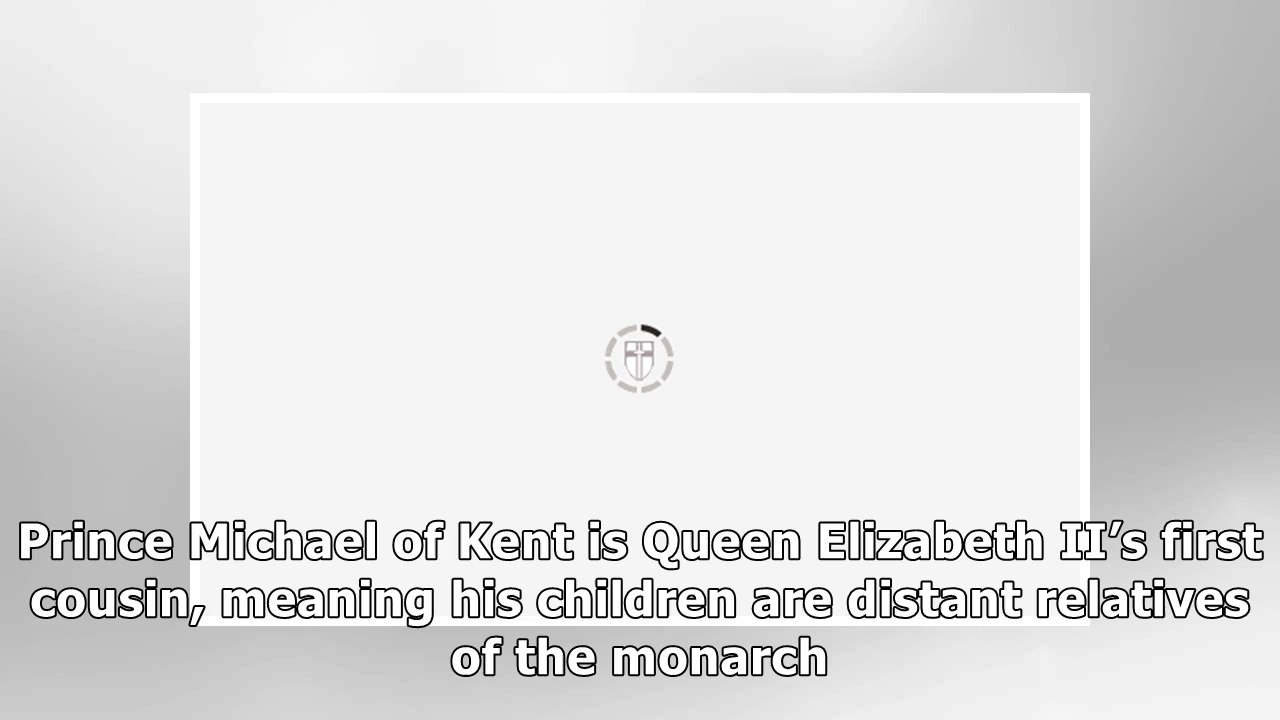 Prince Michael of Kent is Queen Elizabeth II’s first
cousin, meaning his children are distant relatives
of the monarch